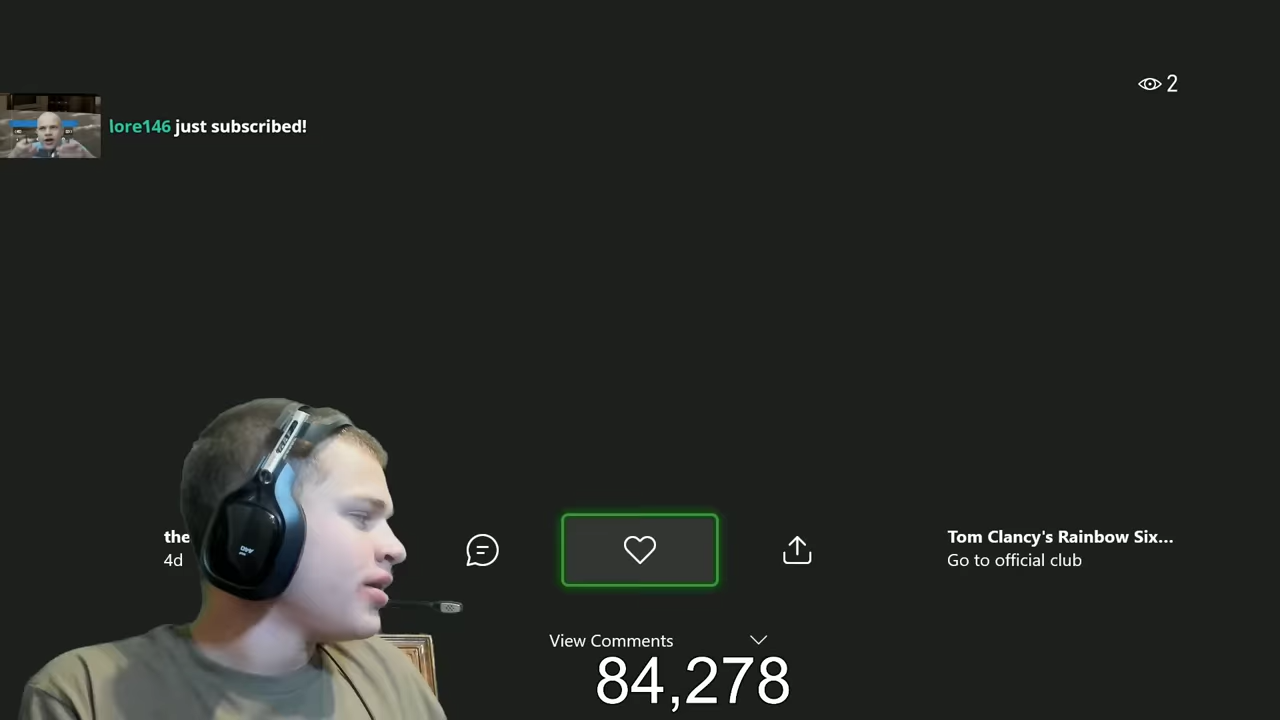 2
lore146 just subscribed!
the
4d
Tom Clancy's Rainbow Six...
Go to official club
View Comments
84,278